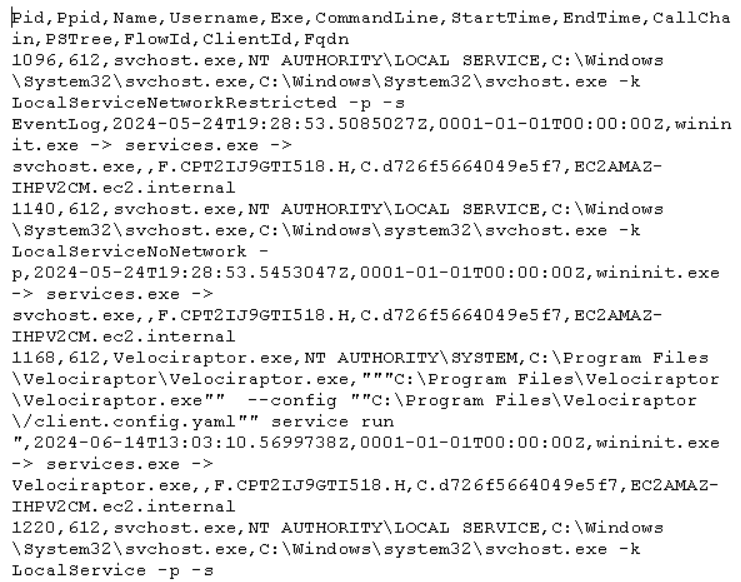 Pid,Ppid,Name,Username,Exe,CommandLine,StartTime,EndTime,CallCha
in,PSTree,FlowId,ClientId,Fqdn
1096,612,svchost.exe,NT AUTHORITY\LOCAL SERVICE,C:\Windows
\System32\svchost.exe,C:\Windows\System32\svchost.exe -k
LocalServiceNetworkRestricted -p -s
EventLog,2024-05-24T19:28:53.5085027Z,0001-01-01T00:00:00Z,winin
it.exe -> services.exe ->
svchost.exe,,F.CPT2IJ9GTI518.H,C.d726f5664049e5f7,EC2AMAZ-
IHPV2CM.ec2.internal
1140,612,svchost.exe,NT AUTHORITY\LOCAL SERVICE,C:\Windows
\System32\svchost.exe,C:\Windows\system32\svchost.exe -k
LocalServiceNoNetwork -
p,2024-05-24T19:28:53.5453047Z,0001-01-01T00:00:00Z,wininit.exe
-> services.exe ->
svchost.exe,,F.CPT2IJ9GTI518.H,C.d726f5664049e5f7,EC2AMAZ-
IHPV2CM.ec2.internal
1168,612,Velociraptor.exe,NT AUTHORITY\SYSTEM,C:\Program Files
\Velociraptor\Velociraptor.exe,"""C:\Program Files\Velociraptor
\Velociraptor.exe""  --config ""C:\Program Files\Velociraptor
\/client.config.yaml"" service run
",2024-06-14T13:03:10.5699738Z,0001-01-01T00:00:00Z,wininit.exe
-> services.exe ->
Velociraptor.exe,,F.CPT2IJ9GTI518.H,C.d726f5664049e5f7,EC2AMAZ-
IHPV2CM.ec2.internal
1220,612,svchost.exe,NT AUTHORITY\LOCAL SERVICE,C:\Windows
\System32\svchost.exe,C:\Windows\system32\svchost.exe -k
LocalService -p -s